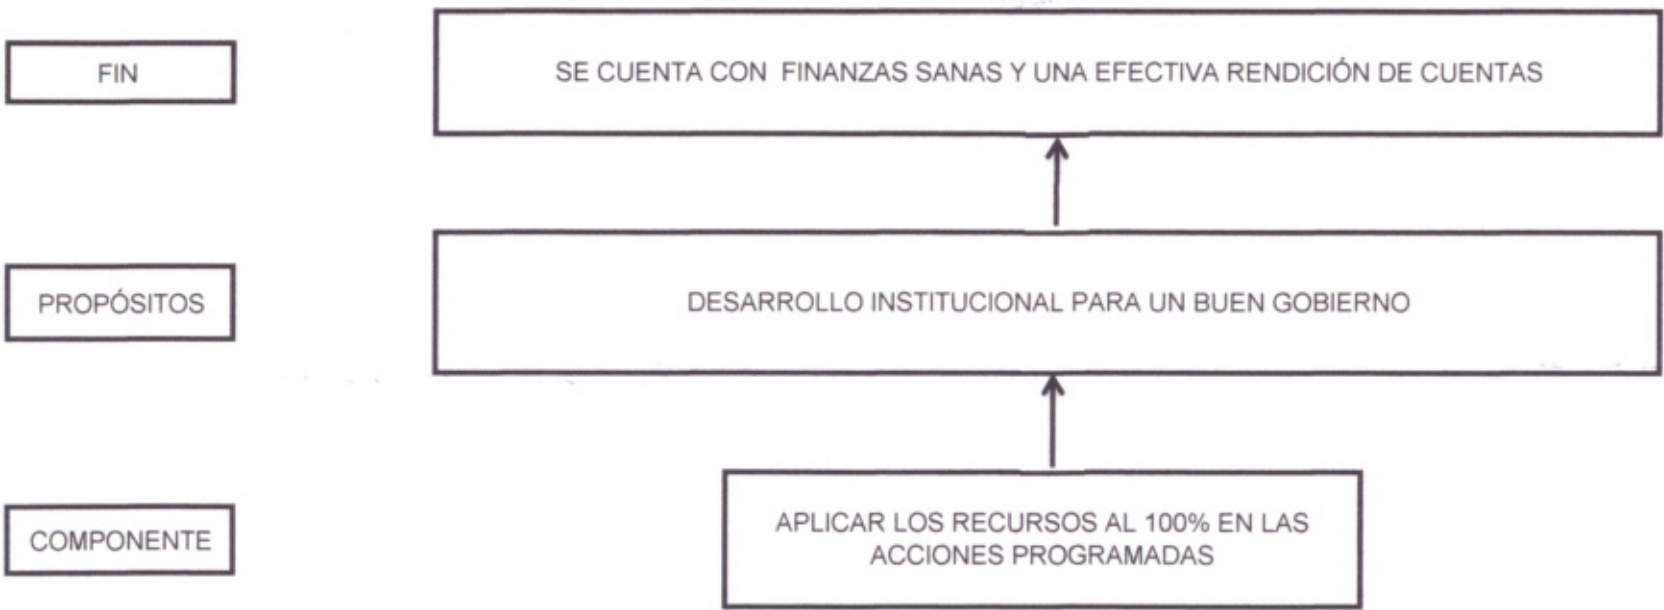 FIN
SE CUENTA CON FINANZAS SANAS Y UNA EFECTIVA RENDICIÓN DE CUENTAS
PROPÓSITOS
DESARROLLO INSTITUCIONAL PARA UN BUEN GOBIERNO
COMPONENTE
APLICAR LOS RECURSOS AL 100% EN LAS
ACCIONES PROGRAMADAS